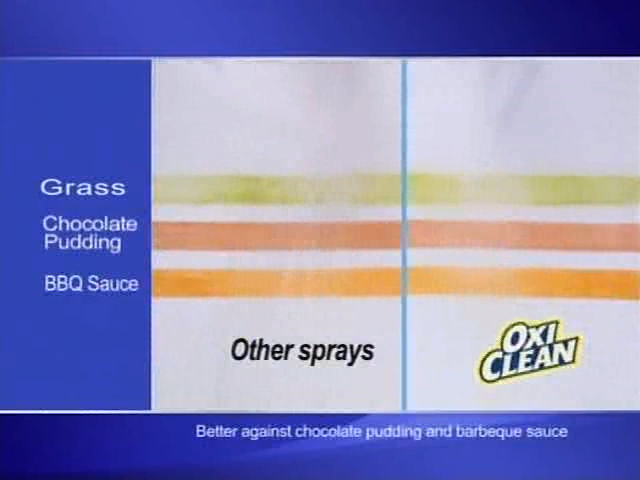 Grass
Chocolate
Pudding
BBQ Sauce
Other sprays
OXI
CLEAN
Better against chocolate pudding and barbeque sauce